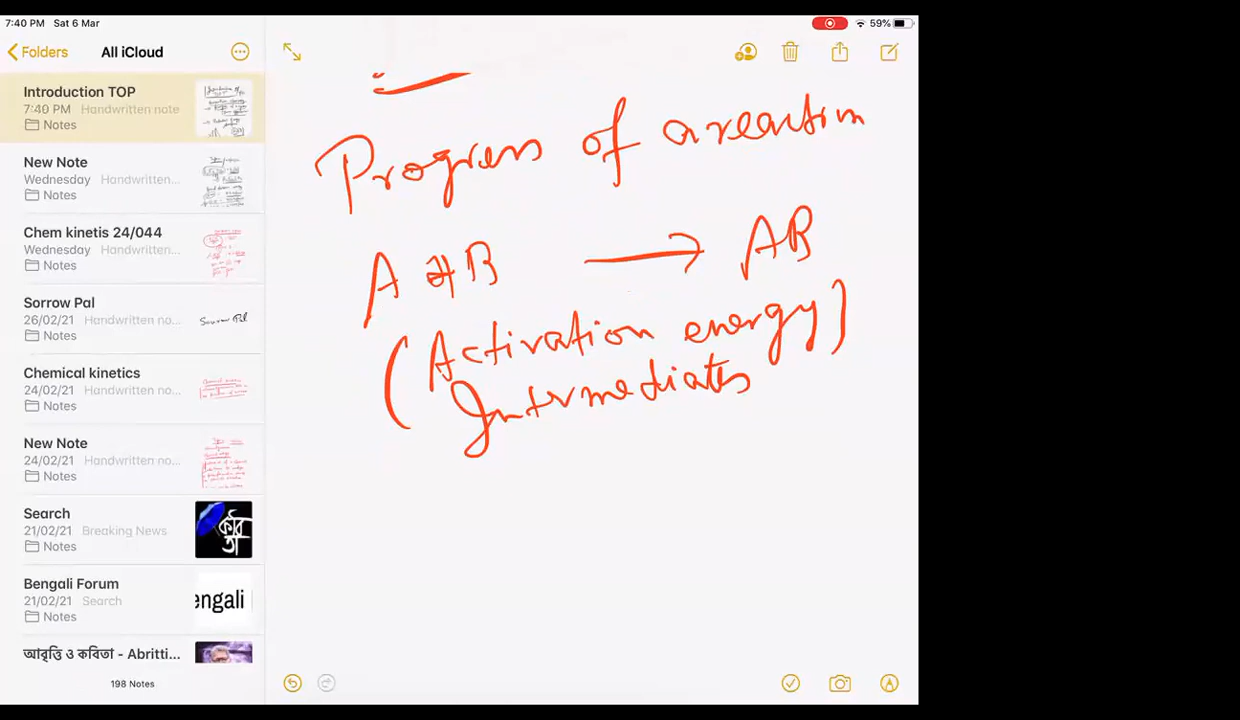 7:40 PM Sat 6 Mar
59%
Folders
All iCloud
Introduction TOP
7:40 PM Handwritten note
Notes
New Note
Wednesday Handwritten...
Notes
Chem kinetis 24/044
Wednesday Handwritten...
Notes
Sorrow Pal
26/02/21 Handwritten no...
Notes
Chemical kinetics
24/02/21 Handwritten no...
Notes
New Note
24/02/21 Handwritten no...
Notes
Search
21/02/21 Breaking News
Notes
Bengali Forum
21/02/21 Search
Notes
আবৃত্তি ও কবিতা - Abritti...
198 Notes
engali
Progress of a reaction
A + B → AB
(Activation energy)
Intermediates